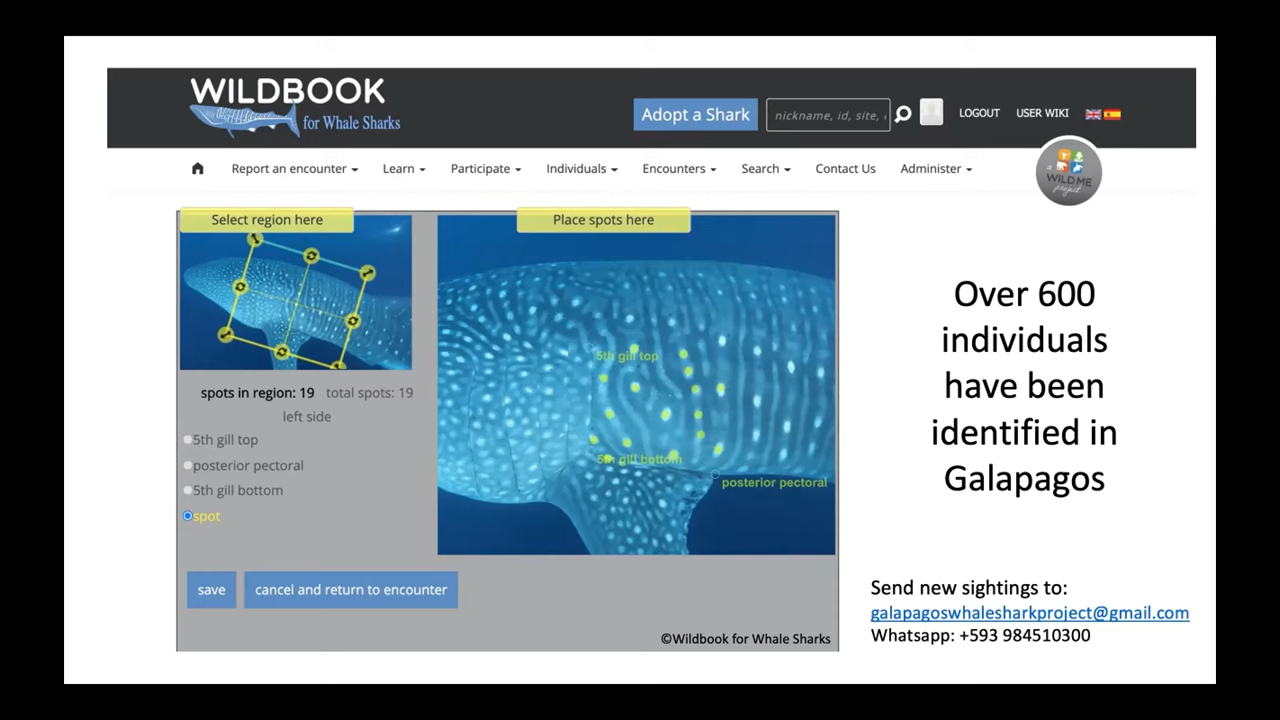 WILDBOOK
for Whale Sharks
Adopt a Shark
nickname, id, site,
LOGOUT
USER WIKI
Report an encounter
Learn
Participate
Individuals
Encounters
Search
Contact Us
Administer
a
WILD ME
project
Select region here
Place spots here
spots in region: 19 total spots: 19
left side
5th gill top
posterior pectoral
5th gill bottom
spot
5th gill top
5th gill bottom
posterior pectoral
save
cancel and return to encounter
©Wildbook for Whale Sharks
Over 600
individuals
have been
identified in
Galapagos
Send new sightings to:
galapagoswhalesharkproject@gmail.com
Whatsapp: +593 984510300